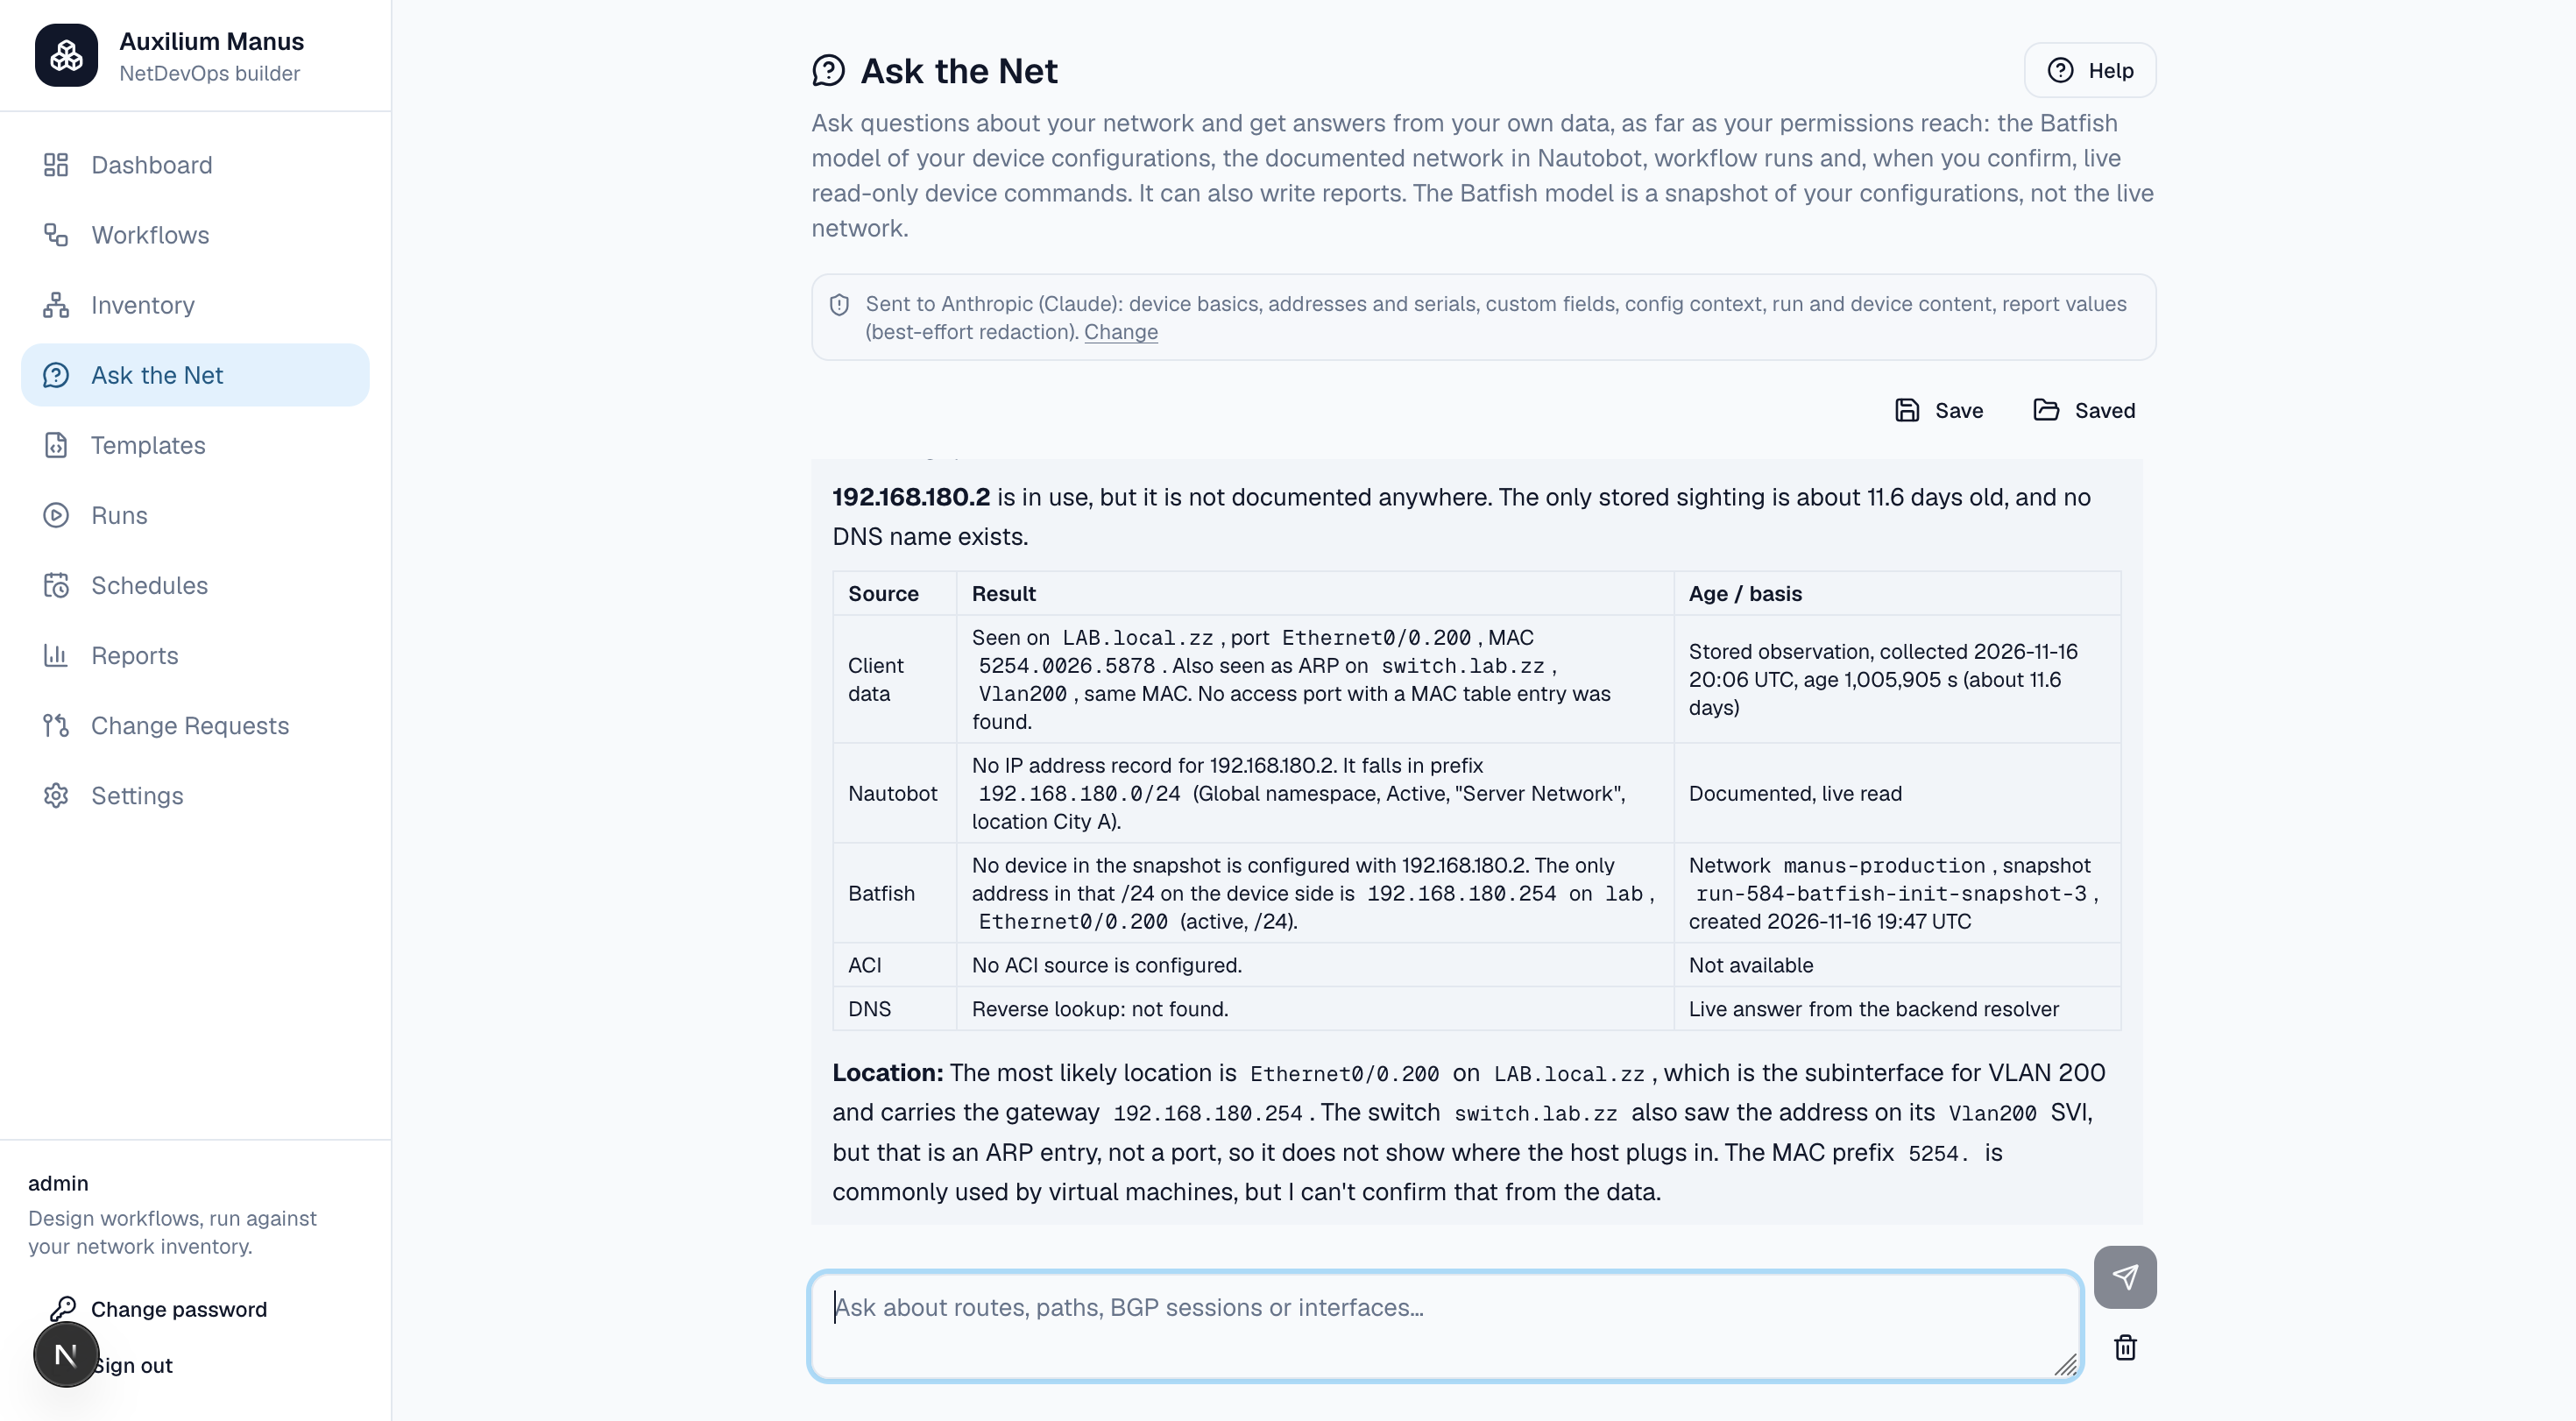 Auxilium Manus
NetDevOps builder
Dashboard
Workflows
Inventory
Ask the Net
Templates
Runs
Schedules
Reports
Change Requests
Settings
admin
Design workflows, run against
your network inventory.
Change password
N
Sign out
Ask the Net
Help
Ask questions about your network and get answers from your own data, as far as your permissions reach: the Batfish
model of your device configurations, the documented network in Nautobot, workflow runs and, when you confirm, live
read-only device commands. It can also write reports. The Batfish model is a snapshot of your configurations, not the live
network.
Sent to Anthropic (Claude): device basics, addresses and serials, custom fields, config context, run and device content, report values
(best-effort redaction). Change
Save
Saved
192.168.180.2 is in use, but it is not documented anywhere. The only stored sighting is about 11.6 days old, and no
DNS name exists.
Source
Result
Age / basis
Client
data
Seen on LAB.local.zz, port Ethernet0/0.200, MAC
5254.0026.5878. Also seen as ARP on switch.lab.zz,
Vlan200, same MAC. No access port with a MAC table entry was
found.
Stored observation, collected 2026-11-16
20:06 UTC, age 1,005,905 s (about 11.6
days)
Nautobot
No IP address record for 192.168.180.2. It falls in prefix
192.168.180.0/24 (Global namespace, Active, "Server Network",
location City A).
Documented, live read
Batfish
No device in the snapshot is configured with 192.168.180.2. The only
address in that /24 on the device side is 192.168.180.254 on lab,
Ethernet0/0.200 (active, /24).
Network manus-production, snapshot
run-584-batfish-init-snapshot-3,
created 2026-11-16 19:47 UTC
ACI
No ACI source is configured.
Not available
DNS
Reverse lookup: not found.
Live answer from the backend resolver
Location: The most likely location is Ethernet0/0.200 on LAB.local.zz, which is the subinterface for VLAN 200
and carries the gateway 192.168.180.254. The switch switch.lab.zz also saw the address on its Vlan200 SVI,
but that is an ARP entry, not a port, so it does not show where the host plugs in. The MAC prefix 5254. is
commonly used by virtual machines, but I can't confirm that from the data.
Ask about routes, paths, BGP sessions or interfaces...